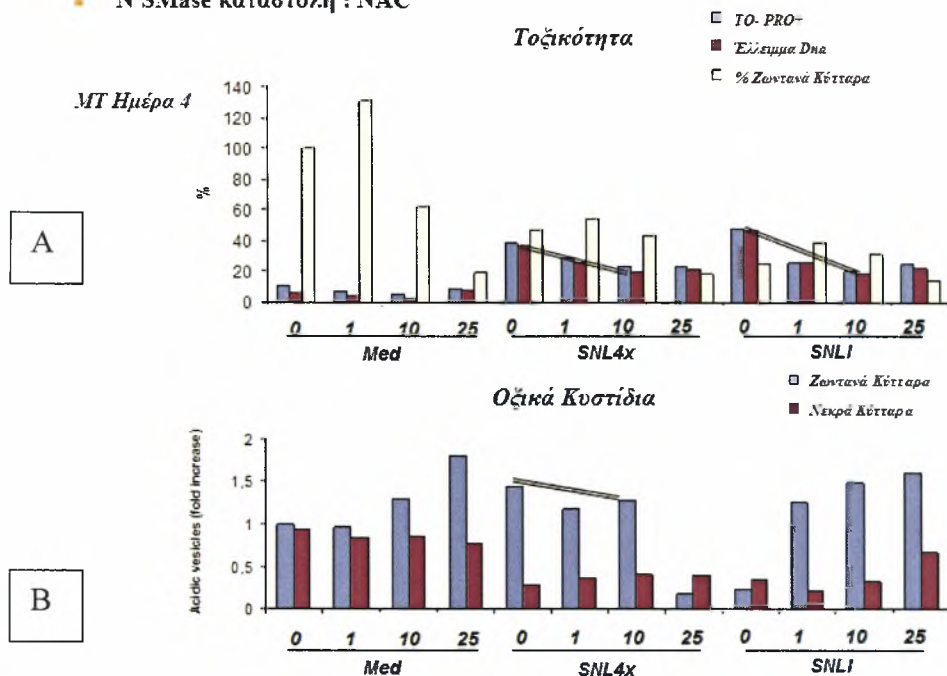 N SMase καταστολή : NAC
TO- PRO+
Τοξικότητα
Έλλειμμα Dna
% Ζωντανά Κύτταρα
MT Ημέρα 4
140
120
100
80
60
40
20
0
%
A
0 1 10 25 0 1 10 25 0 1 10 25
Med SNL4x SNLI
Ζωντανά Κύτταρα
Οξικά Κυστίδια
Νεκρά Κύτταρα
Acidic vesicles (fold increase)
2
1.5
1
0.5
0
B
0 1 10 25 0 1 10 25 0 1 10 25
Med SNL4x SNLI